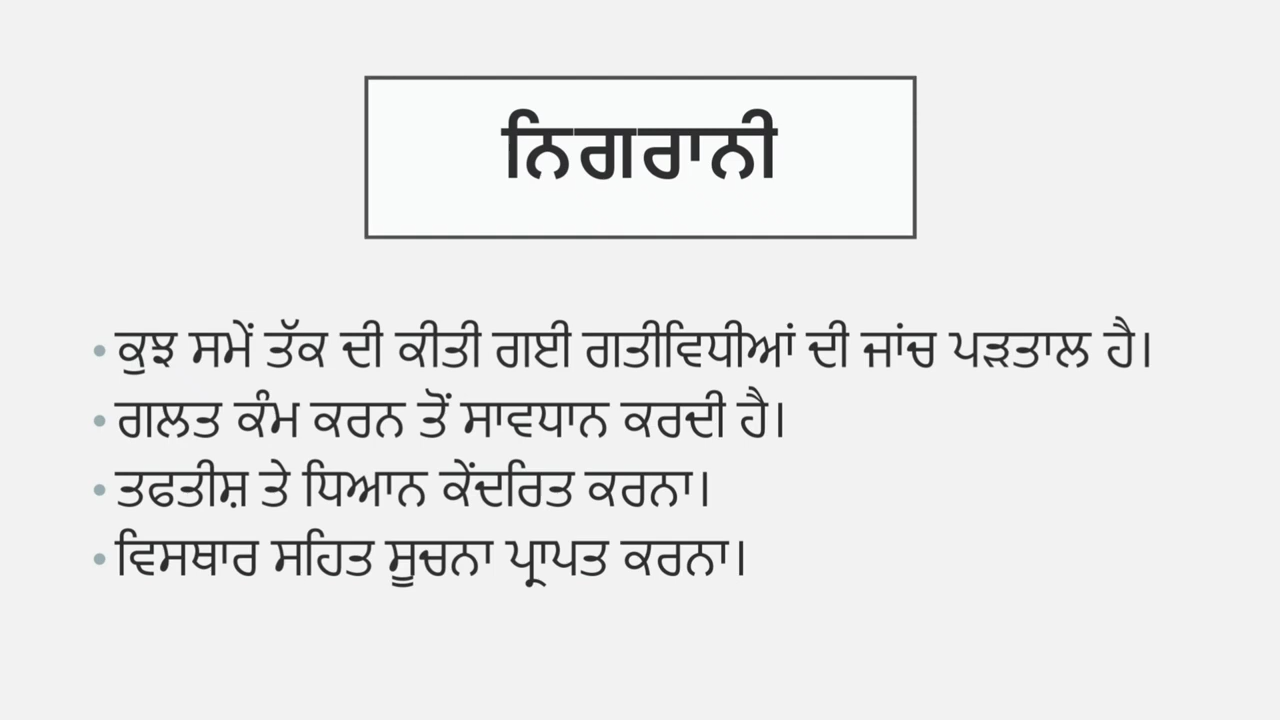 ਨਿਗਰਾਨੀ
• ਕੁਝ ਸਮੇਂ ਤੱਕ ਦੀ ਕੀਤੀ ਗਈ ਗਤੀਵਿਧੀਆਂ ਦੀ ਜਾਂਚ ਪੜਤਾਲ ਹੈ।
• ਗਲਤ ਕੰਮ ਕਰਨ ਤੋਂ ਸਾਵਧਾਨ ਕਰਦੀ ਹੈ।
• ਤਫਤੀਸ਼ ਤੇ ਧਿਆਨ ਕੇਂਦਰਿਤ ਕਰਨਾ।
• ਵਿਸਥਾਰ ਸਹਿਤ ਸੂਚਨਾ ਪ੍ਰਾਪਤ ਕਰਨਾ।